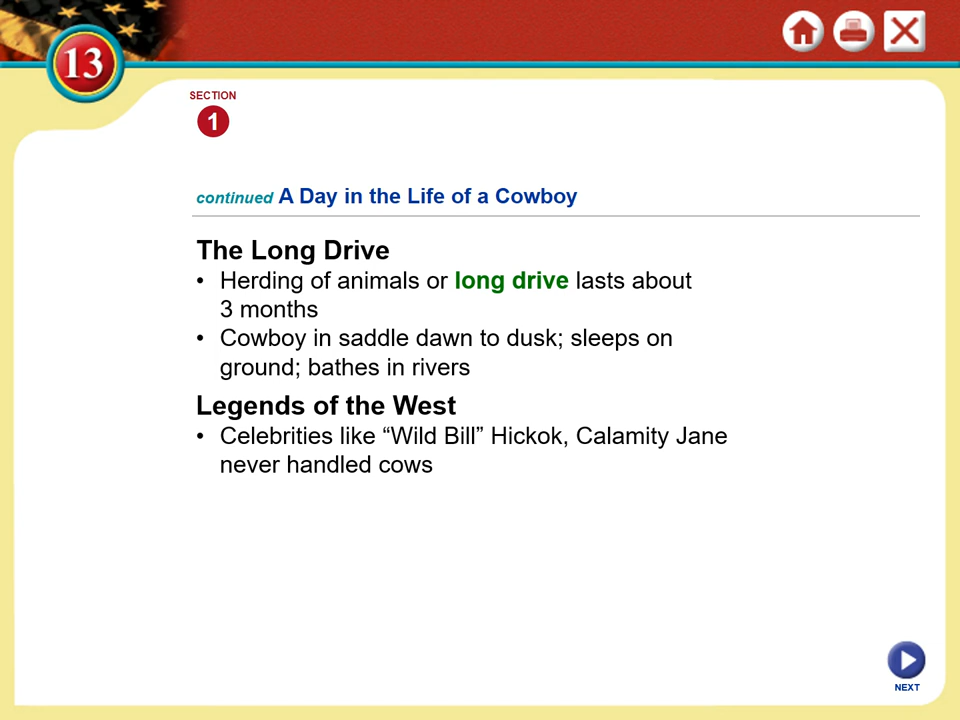 13
SECTION
1
continued A Day in the Life of a Cowboy
The Long Drive
• Herding of animals or long drive lasts about
3 months
• Cowboy in saddle dawn to dusk; sleeps on
ground; bathes in rivers
Legends of the West
• Celebrities like “Wild Bill” Hickok, Calamity Jane
never handled cows
NEXT